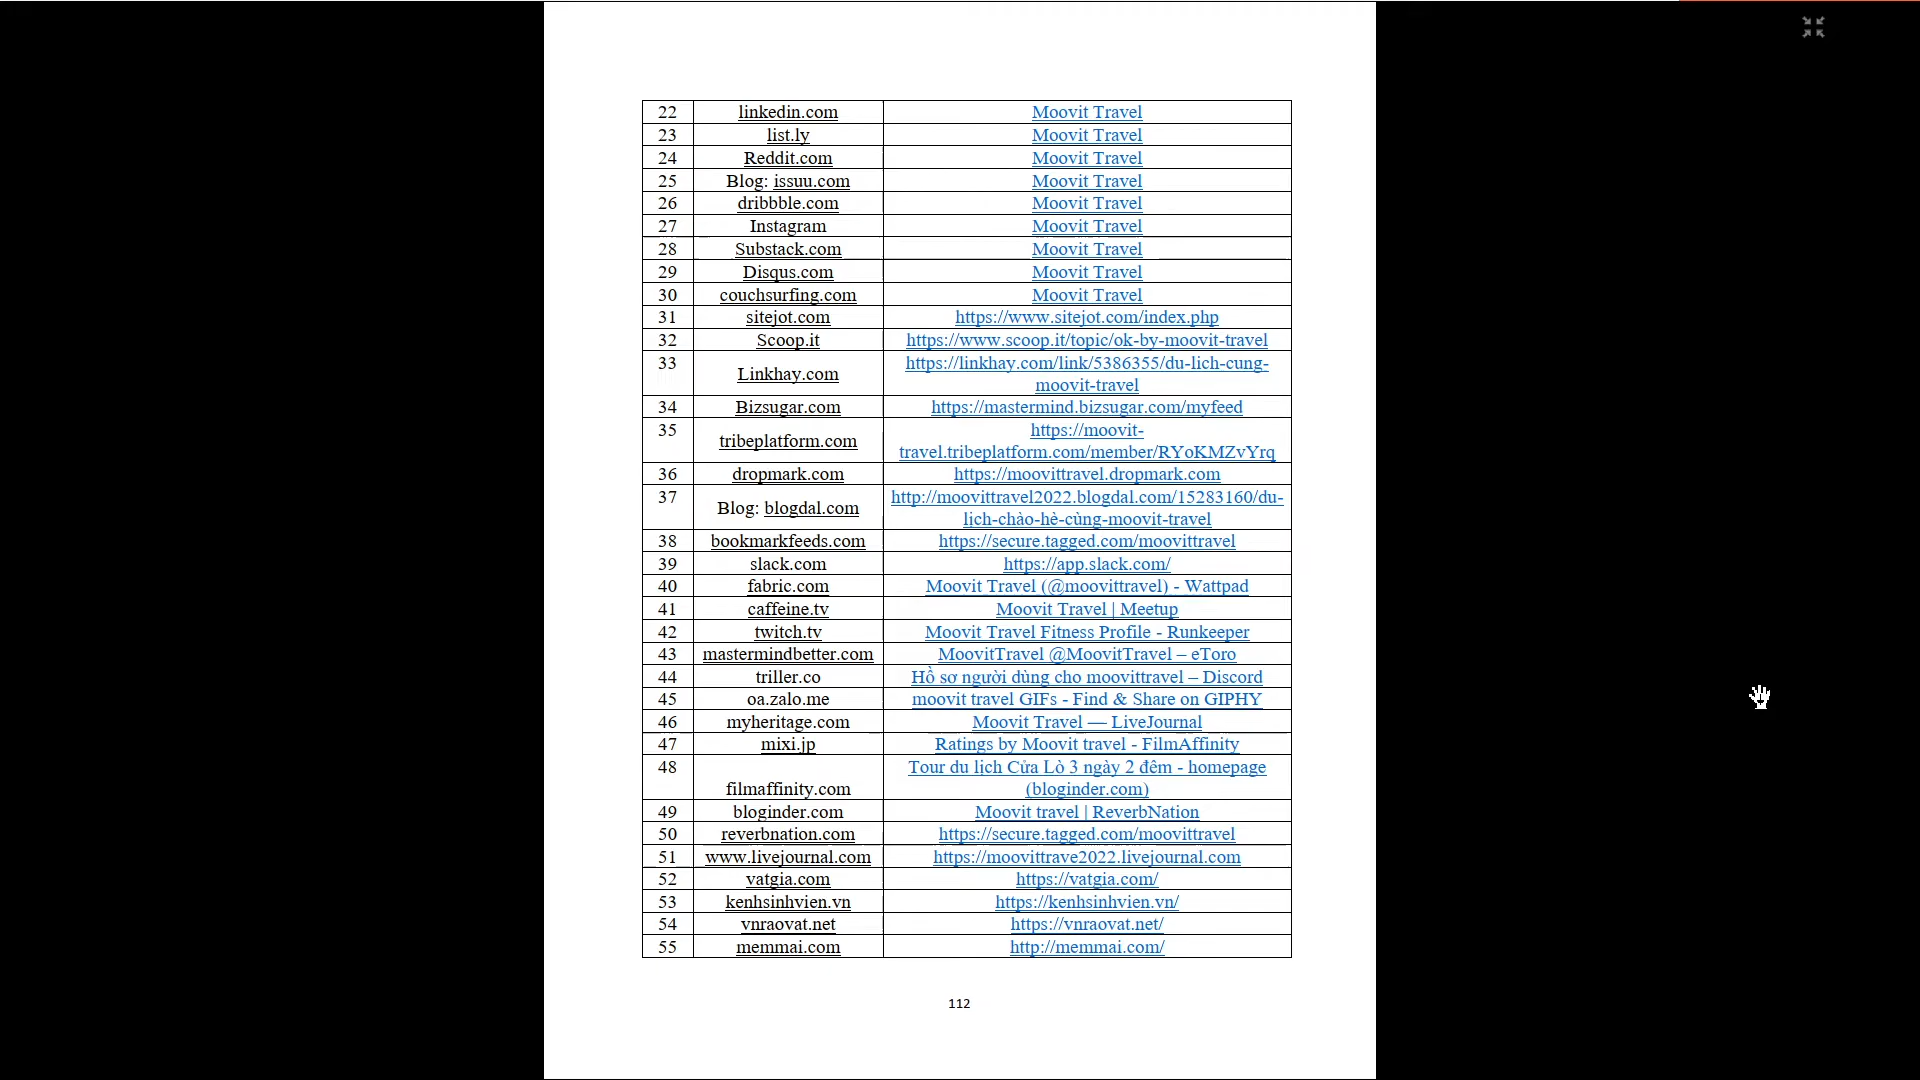 22 linkedin.com Moovit Travel
23 list.ly Moovit Travel
24 Reddit.com Moovit Travel
25 Blog: issuu.com Moovit Travel
26 dribbble.com Moovit Travel
27 Instagram Moovit Travel
28 Substack.com Moovit Travel
29 Disqus.com Moovit Travel
30 couchsurfing.com Moovit Travel
31 sitejot.com https://www.sitejot.com/index.php
32 Scoop.it https://www.scoop.it/topic/ok-by-moovit-travel
33 Linkhay.com https://linkhay.com/link/5386355/du-lich-cung-
moovit-travel
34 Bizsugar.com https://mastermind.bizsugar.com/myfeed
35 tribeplatform.com https://moovit-
travel.tribeplatform.com/member/RYoKMZvYrq
36 dropmark.com https://moovittravel.dropmark.com
37 Blog: blogdal.com http://moovittravel2022.blogdal.com/15283160/du-
lịch-chào-hè-cùng-moovit-travel
38 bookmarkfeeds.com https://secure.tagged.com/moovittravel
39 slack.com https://app.slack.com/
40 fabric.com Moovit Travel (@moovittravel) - Wattpad
41 caffeine.tv Moovit Travel | Meetup
42 twitch.tv Moovit Travel Fitness Profile - Runkeeper
43 mastermindbetter.com MoovitTravel @MoovitTravel – eToro
44 triller.co Hồ sơ người dùng cho moovittravel – Discord
45 oa.zalo.me moovit travel GIFs - Find & Share on GIPHY
46 myheritage.com Moovit Travel — LiveJournal
47 mixi.jp Ratings by Moovit travel - FilmAffinity
48 filmaffinity.com Tour du lịch Cửa Lò 3 ngày 2 đêm - homepage
(bloginder.com)
49 bloginder.com Moovit travel | ReverbNation
50 reverbnation.com https://secure.tagged.com/moovittravel
51 www.livejournal.com https://moovittrave2022.livejournal.com
52 vatgia.com https://vatgia.com/
53 kenhsinhvien.vn https://kenhsinhvien.vn/
54 vnraovat.net https://vnraovat.net/
55 memmai.com http://memmai.com/
112